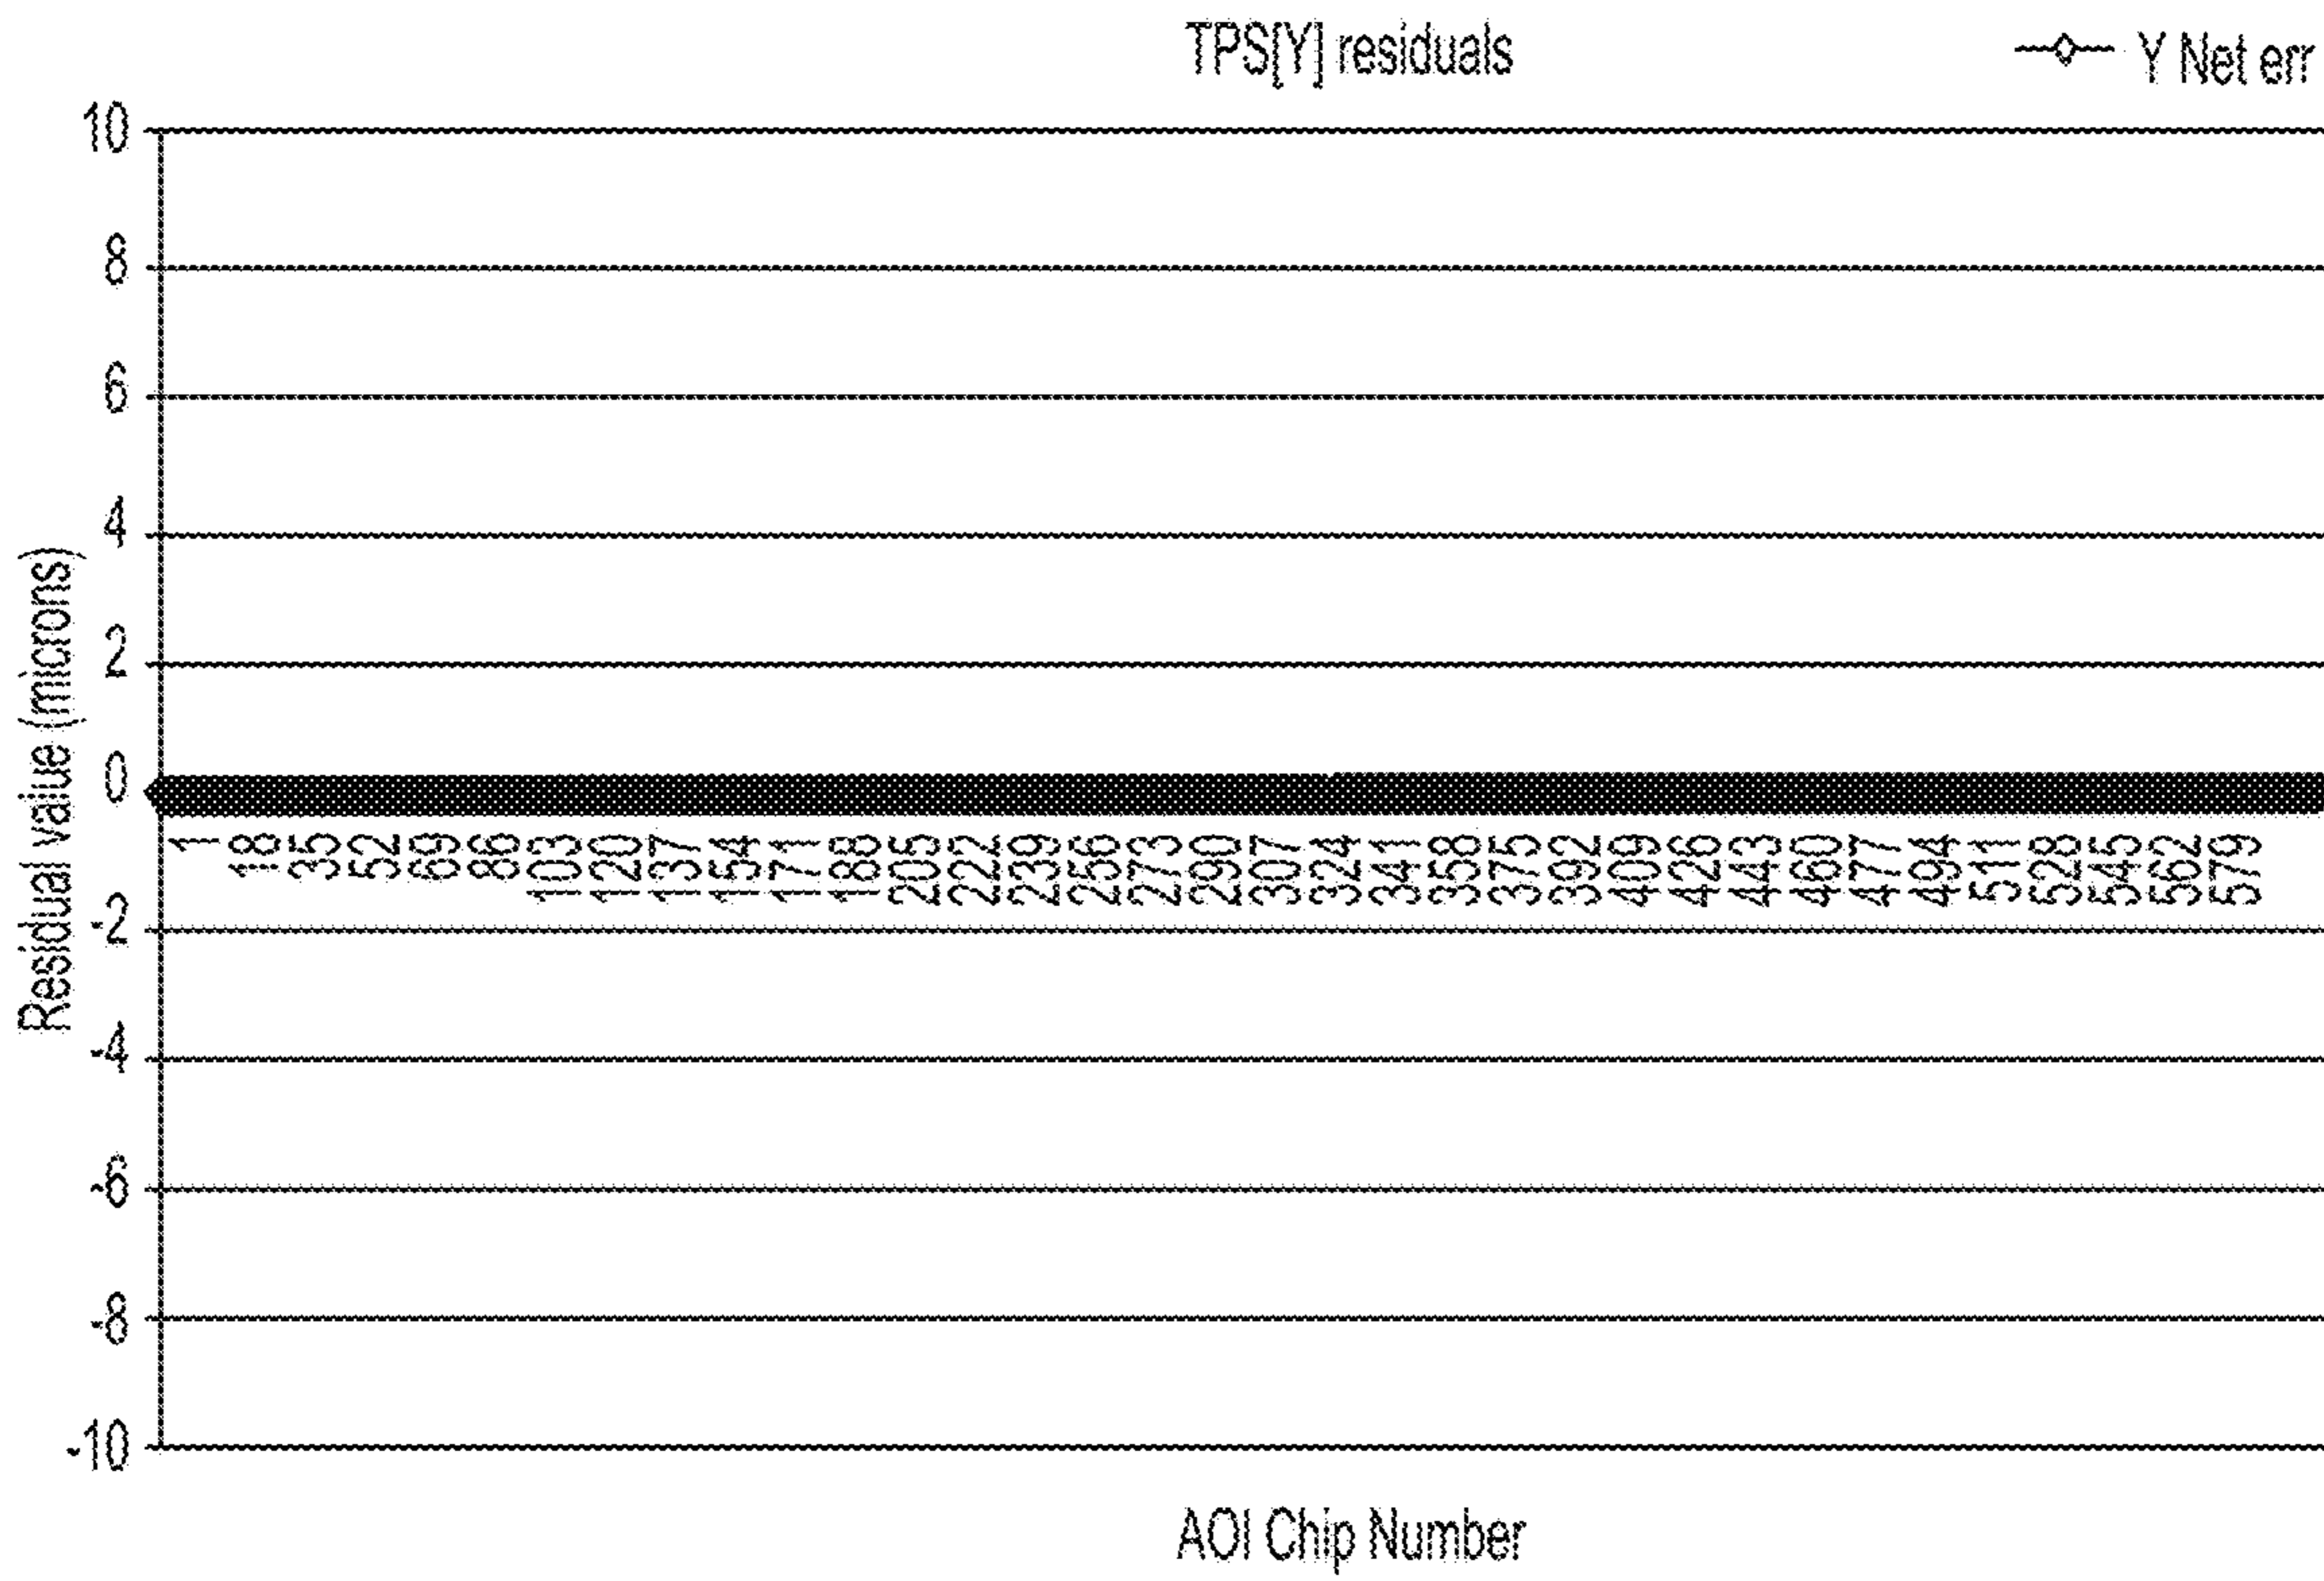 TPS[Y] residuals
Y Net err
10
8
6
4
2
0
-2
-4
-6
-8
-10
Residual value (microns)
1 18 35 52 69 86 103 120 137 154 171 188 205 222 239 256 273 290 307 324 341 358 375 392 409 426 443 460 477 494 511 528 545 562 579
AOI Chip Number